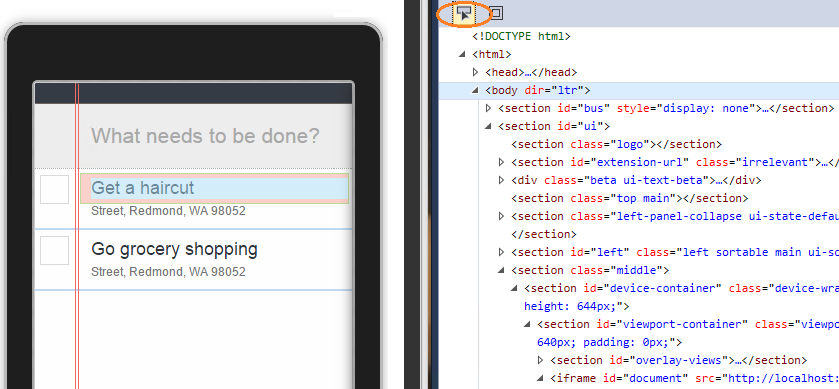 What needs to be done?
Get a haircut
Street, Redmond, WA 98052
Go grocery shopping
Street, Redmond, WA 98052
<!DOCTYPE html>
<html>
<head>…</head>
<body dir="ltr">
<section id="bus" style="display: none">…</section>
<section id="ui">
<section class="logo"></section>
<section id="extension-url" class="irrelevant">…</
<div class="beta ui-text-beta">…</div>
<section class="top main"></section>
<section class="left-panel-collapse ui-state-defau
</section>
<section id="left" class="left sortable main ui-so
<section class="middle">
<section id="device-container" class="device-wra
height: 644px;">
<section id="viewport-container" class="viewpo
640px; padding: 0px;">
<section id="overlay-views">…</section>
<iframe id="document" src="http://localhost: